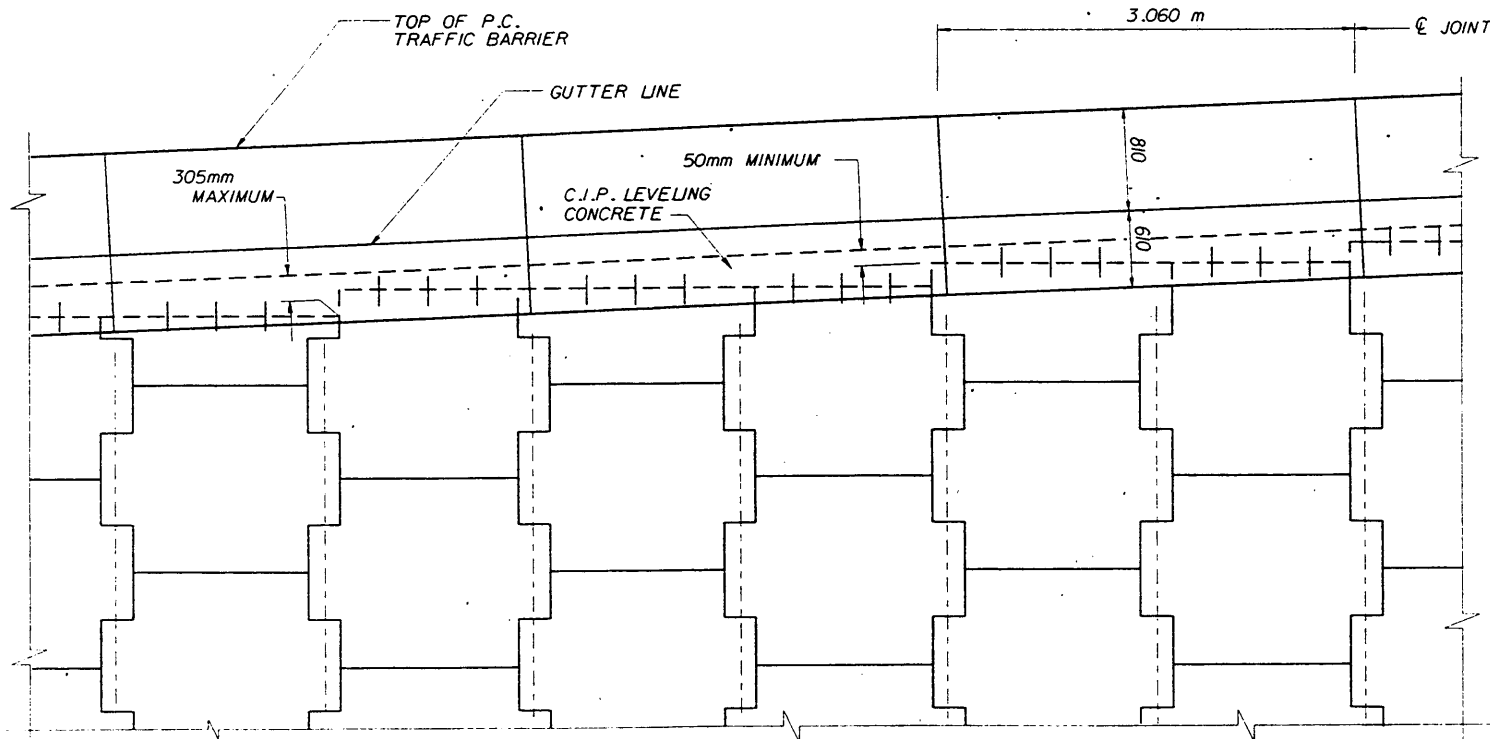 TOP OF P.C.
TRAFFIC BARRIER
3.060 m
℄ JOINT
GUTTER LINE
810
50mm MINIMUM
305mm
MAXIMUM
C.I.P. LEVELING
CONCRETE
610